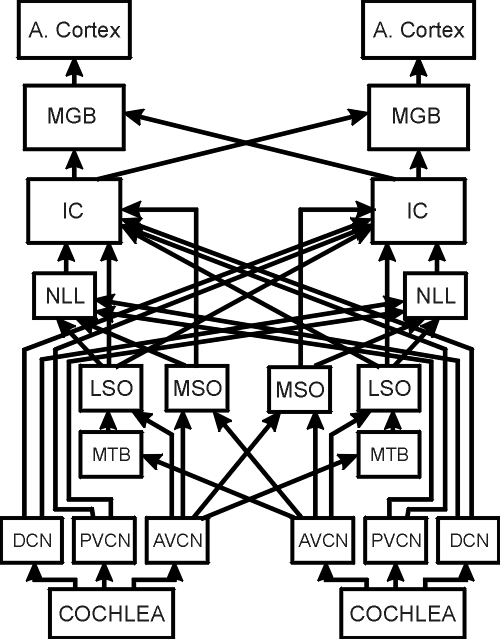 A. Cortex A. Cortex
MGB MGB
IC IC
NLL NLL
LSO MSO MSO LSO
MTB MTB
DCN PVCN AVCN AVCN PVCN DCN
COCHLEA COCHLEA